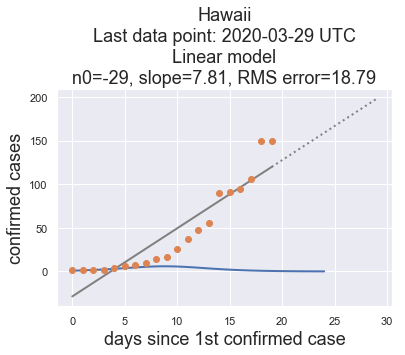 Hawaii
Last data point: 2020-03-29 UTC
Linear model
n0=-29, slope=7.81, RMS error=18.79
200
150
100
50
0
confirmed cases
0 5 10 15 20 25 30
days since 1st confirmed case